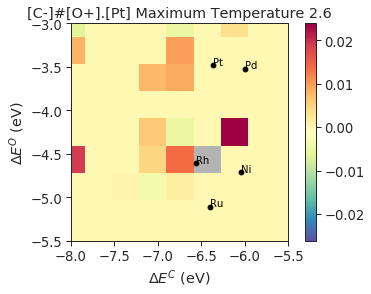 [C-]#[O+].[Pt] Maximum Temperature 2.6
−3.0
−3.5
−4.0
−4.5
−5.0
−5.5
ΔE^O (eV)
Pt
Pd
Rh
Ni
Ru
−8.0 −7.5 −7.0 −6.5 −6.0 −5.5
ΔE^C (eV)
0.02
0.01
0.00
−0.01
−0.02